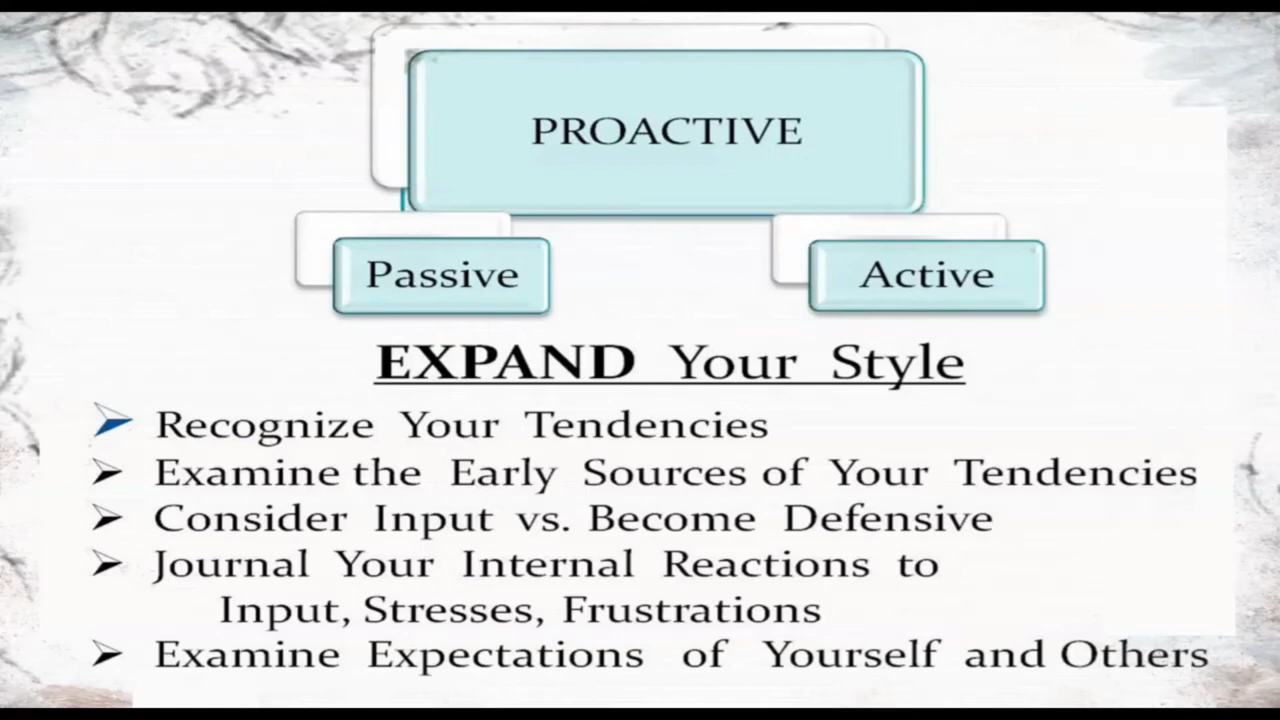 PROACTIVE
Passive
Active
EXPAND Your Style
Recognize Your Tendencies
Examine the Early Sources of Your Tendencies
Consider Input vs. Become Defensive
Journal Your Internal Reactions to
Input, Stresses, Frustrations
Examine Expectations of Yourself and Others